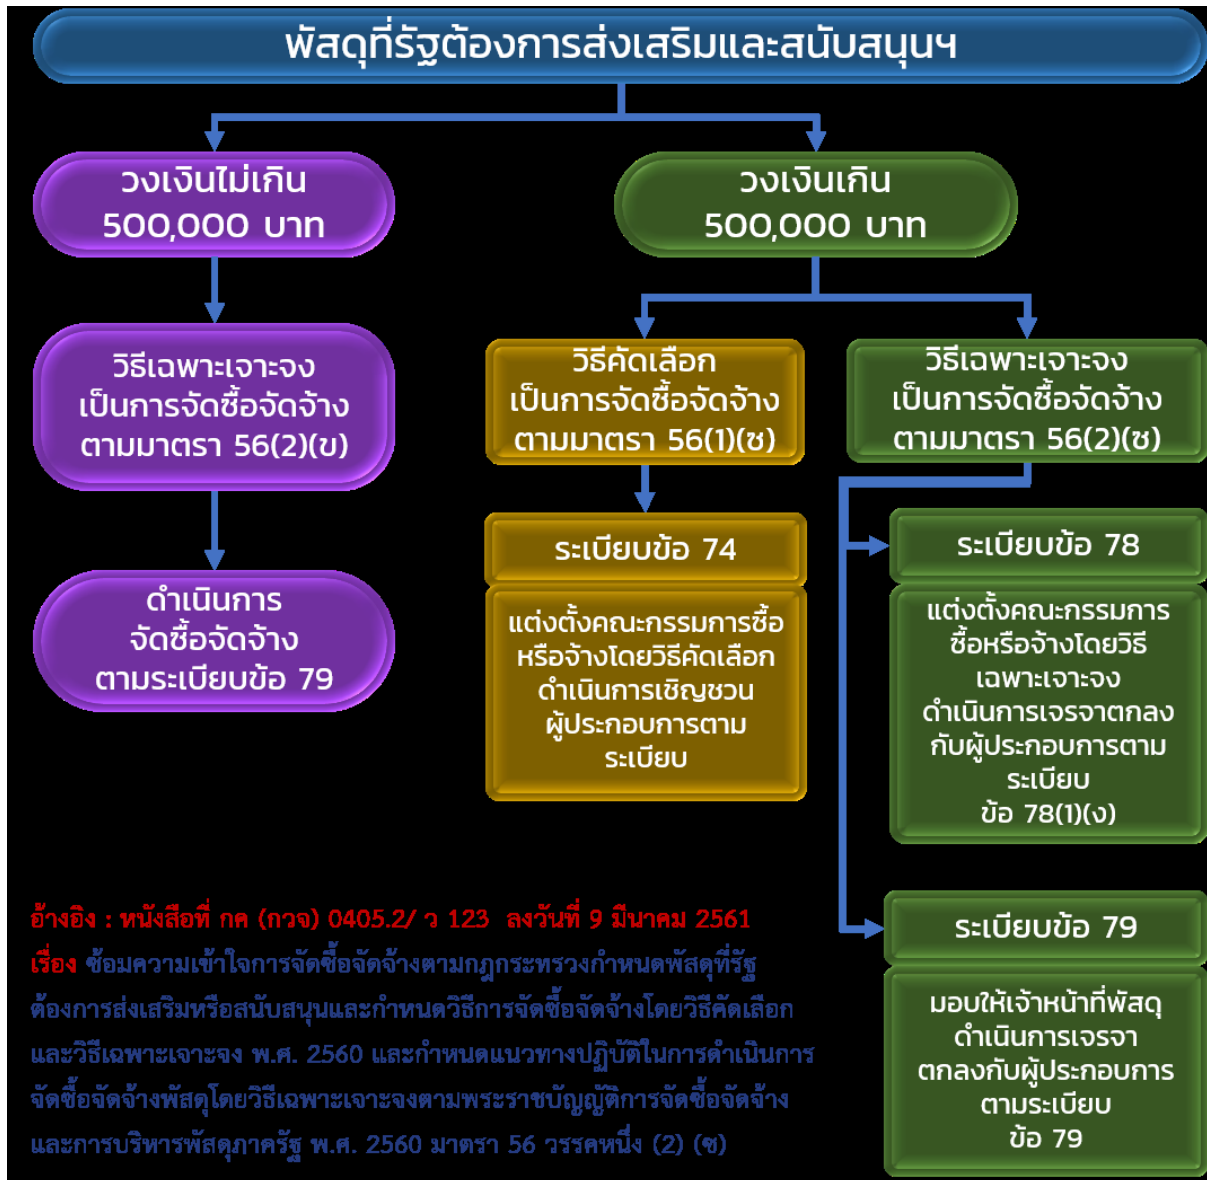 พัสดุที่รัฐต้องการส่งเสริมและสนับสนุนฯ
วงเงินไม่เกิน
500,000 บาท
วงเงินเกิน
500,000 บาท
วิธีเฉพาะเจาะจง
เป็นการจัดซื้อจัดจ้าง
ตามมาตรา 56(2)(ข)
วิธีคัดเลือก
เป็นการจัดซื้อจัดจ้าง
ตามมาตรา 56(1)(ซ)
วิธีเฉพาะเจาะจง
เป็นการจัดซื้อจัดจ้าง
ตามมาตรา 56(2)(ซ)
ดำเนินการ
จัดซื้อจัดจ้าง
ตามระเบียบข้อ 79
ระเบียบข้อ 74
แต่งตั้งคณะกรรมการซื้อ
หรือจ้างโดยวิธีคัดเลือก
ดำเนินการเชิญชวน
ผู้ประกอบการตาม
ระเบียบ
ระเบียบข้อ 78
แต่งตั้งคณะกรรมการ
ซื้อหรือจ้างโดยวิธี
เฉพาะเจาะจง
ดำเนินการเจรจาตกลง
กับผู้ประกอบการตาม
ระเบียบ
ข้อ 78(1)(ง)
ระเบียบข้อ 79
มอบให้เจ้าหน้าที่พัสดุ
ดำเนินการเจรจา
ตกลงกับผู้ประกอบการ
ตามระเบียบ
ข้อ 79
อ้างอิง : หนังสือที่ กค (กวจ) 0405.2/ ว 123 ลงวันที่ 9 มีนาคม 2561
เรื่อง ซ้อมความเข้าใจการจัดซื้อจัดจ้างตามกฎกระทรวงกำหนดพัสดุที่รัฐ
ต้องการส่งเสริมหรือสนับสนุนและกำหนดวิธีการจัดซื้อจัดจ้างโดยวิธีคัดเลือก
และวิธีเฉพาะเจาะจง พ.ศ. 2560 และกำหนดแนวทางปฏิบัติในการดำเนินการ
จัดซื้อจัดจ้างพัสดุโดยวิธีเฉพาะเจาะจงตามพระราชบัญญัติการจัดซื้อจัดจ้าง
และการบริหารพัสดุภาครัฐ พ.ศ. 2560 มาตรา 56 วรรคหนึ่ง (2) (ซ)